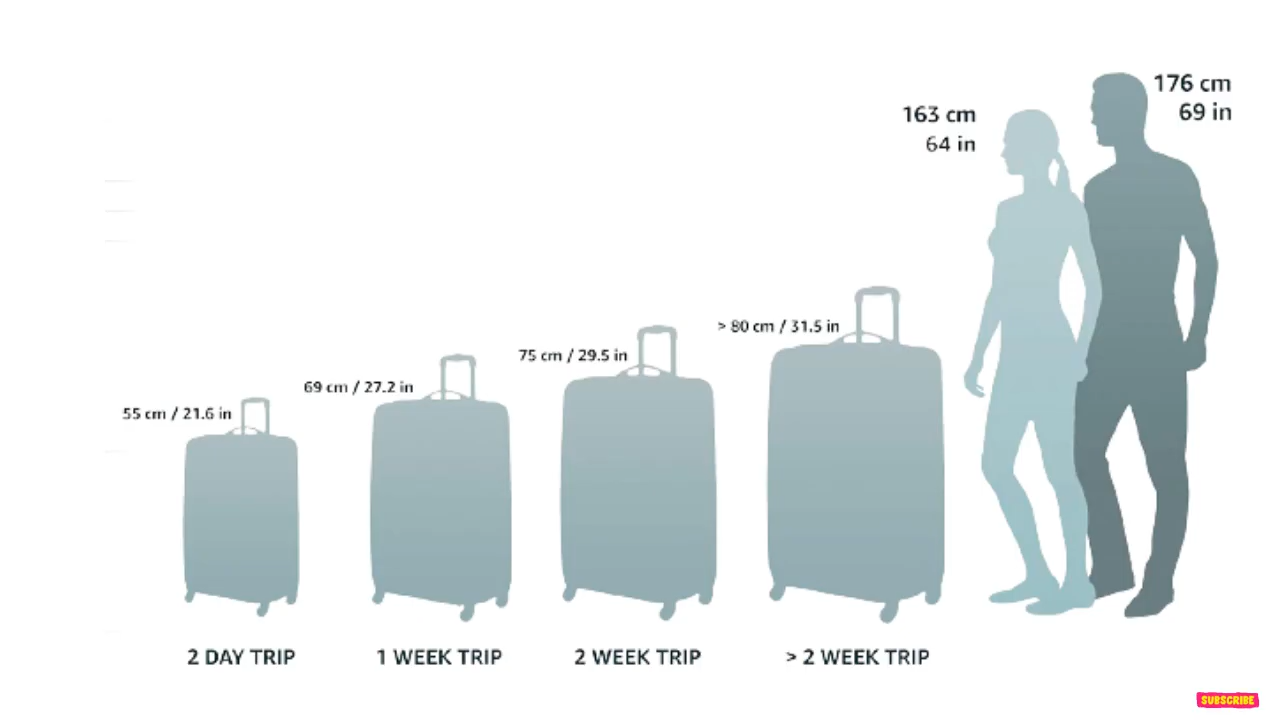 176 cm
69 in
163 cm
64 in
> 80 cm / 31.5 in
75 cm / 29.5 in
69 cm / 27.2 in
55 cm / 21.6 in
2 DAY TRIP
1 WEEK TRIP
2 WEEK TRIP
> 2 WEEK TRIP
SUBSCRIBE